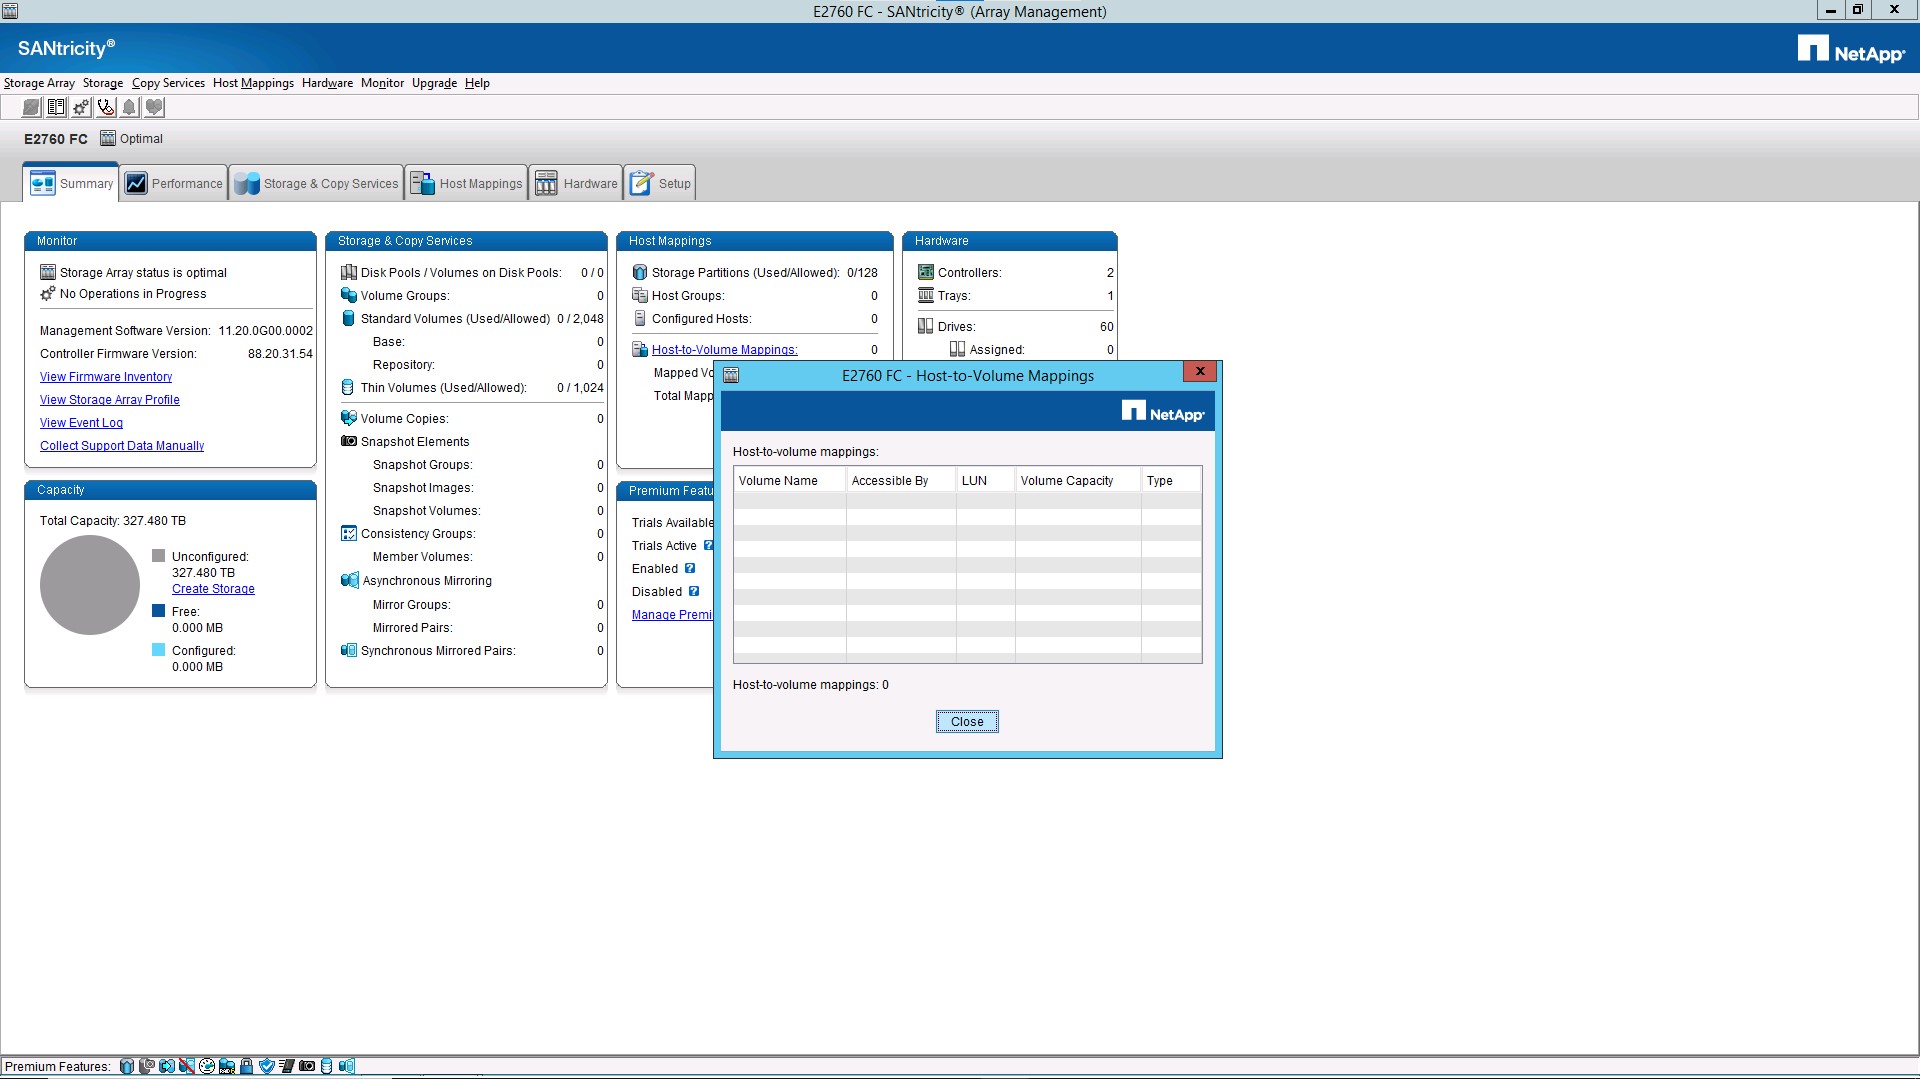 E2760 FC - SANtricity® (Array Management)
SANtricity®
NetApp®
Storage Array Storage Copy Services Host Mappings Hardware Monitor Upgrade Help
E2760 FC Optimal
Summary Performance Storage & Copy Services Host Mappings Hardware Setup
Monitor
Storage Array status is optimal
No Operations in Progress
Management Software Version: 11.20.0G00.0002
Controller Firmware Version: 88.20.31.54
View Firmware Inventory
View Storage Array Profile
View Event Log
Collect Support Data Manually
Capacity
Total Capacity: 327.480 TB
Unconfigured:
327.480 TB
Create Storage
Free:
0.000 MB
Configured:
0.000 MB
Storage & Copy Services
Disk Pools / Volumes on Disk Pools: 0 / 0
Volume Groups: 0
Standard Volumes (Used/Allowed) 0 / 2,048
Base: 0
Repository: 0
Thin Volumes (Used/Allowed): 0 / 1,024
Volume Copies: 0
Snapshot Elements
Snapshot Groups: 0
Snapshot Images: 0
Snapshot Volumes: 0
Consistency Groups: 0
Member Volumes: 0
Asynchronous Mirroring
Mirror Groups: 0
Mirrored Pairs: 0
Synchronous Mirrored Pairs: 0
Host Mappings
Storage Partitions (Used/Allowed): 0/128
Host Groups: 0
Configured Hosts: 0
Host-to-Volume Mappings: 0
Mapped Vo
Total Mapp
Premium Featu
Trials Available
Trials Active
Enabled
Disabled
Manage Premi
Hardware
Controllers: 2
Trays: 1
Drives: 60
Assigned: 0
E2760 FC - Host-to-Volume Mappings
NetApp®
Host-to-volume mappings:
Volume Name Accessible By LUN Volume Capacity Type
Host-to-volume mappings: 0
Close
Premium Features: